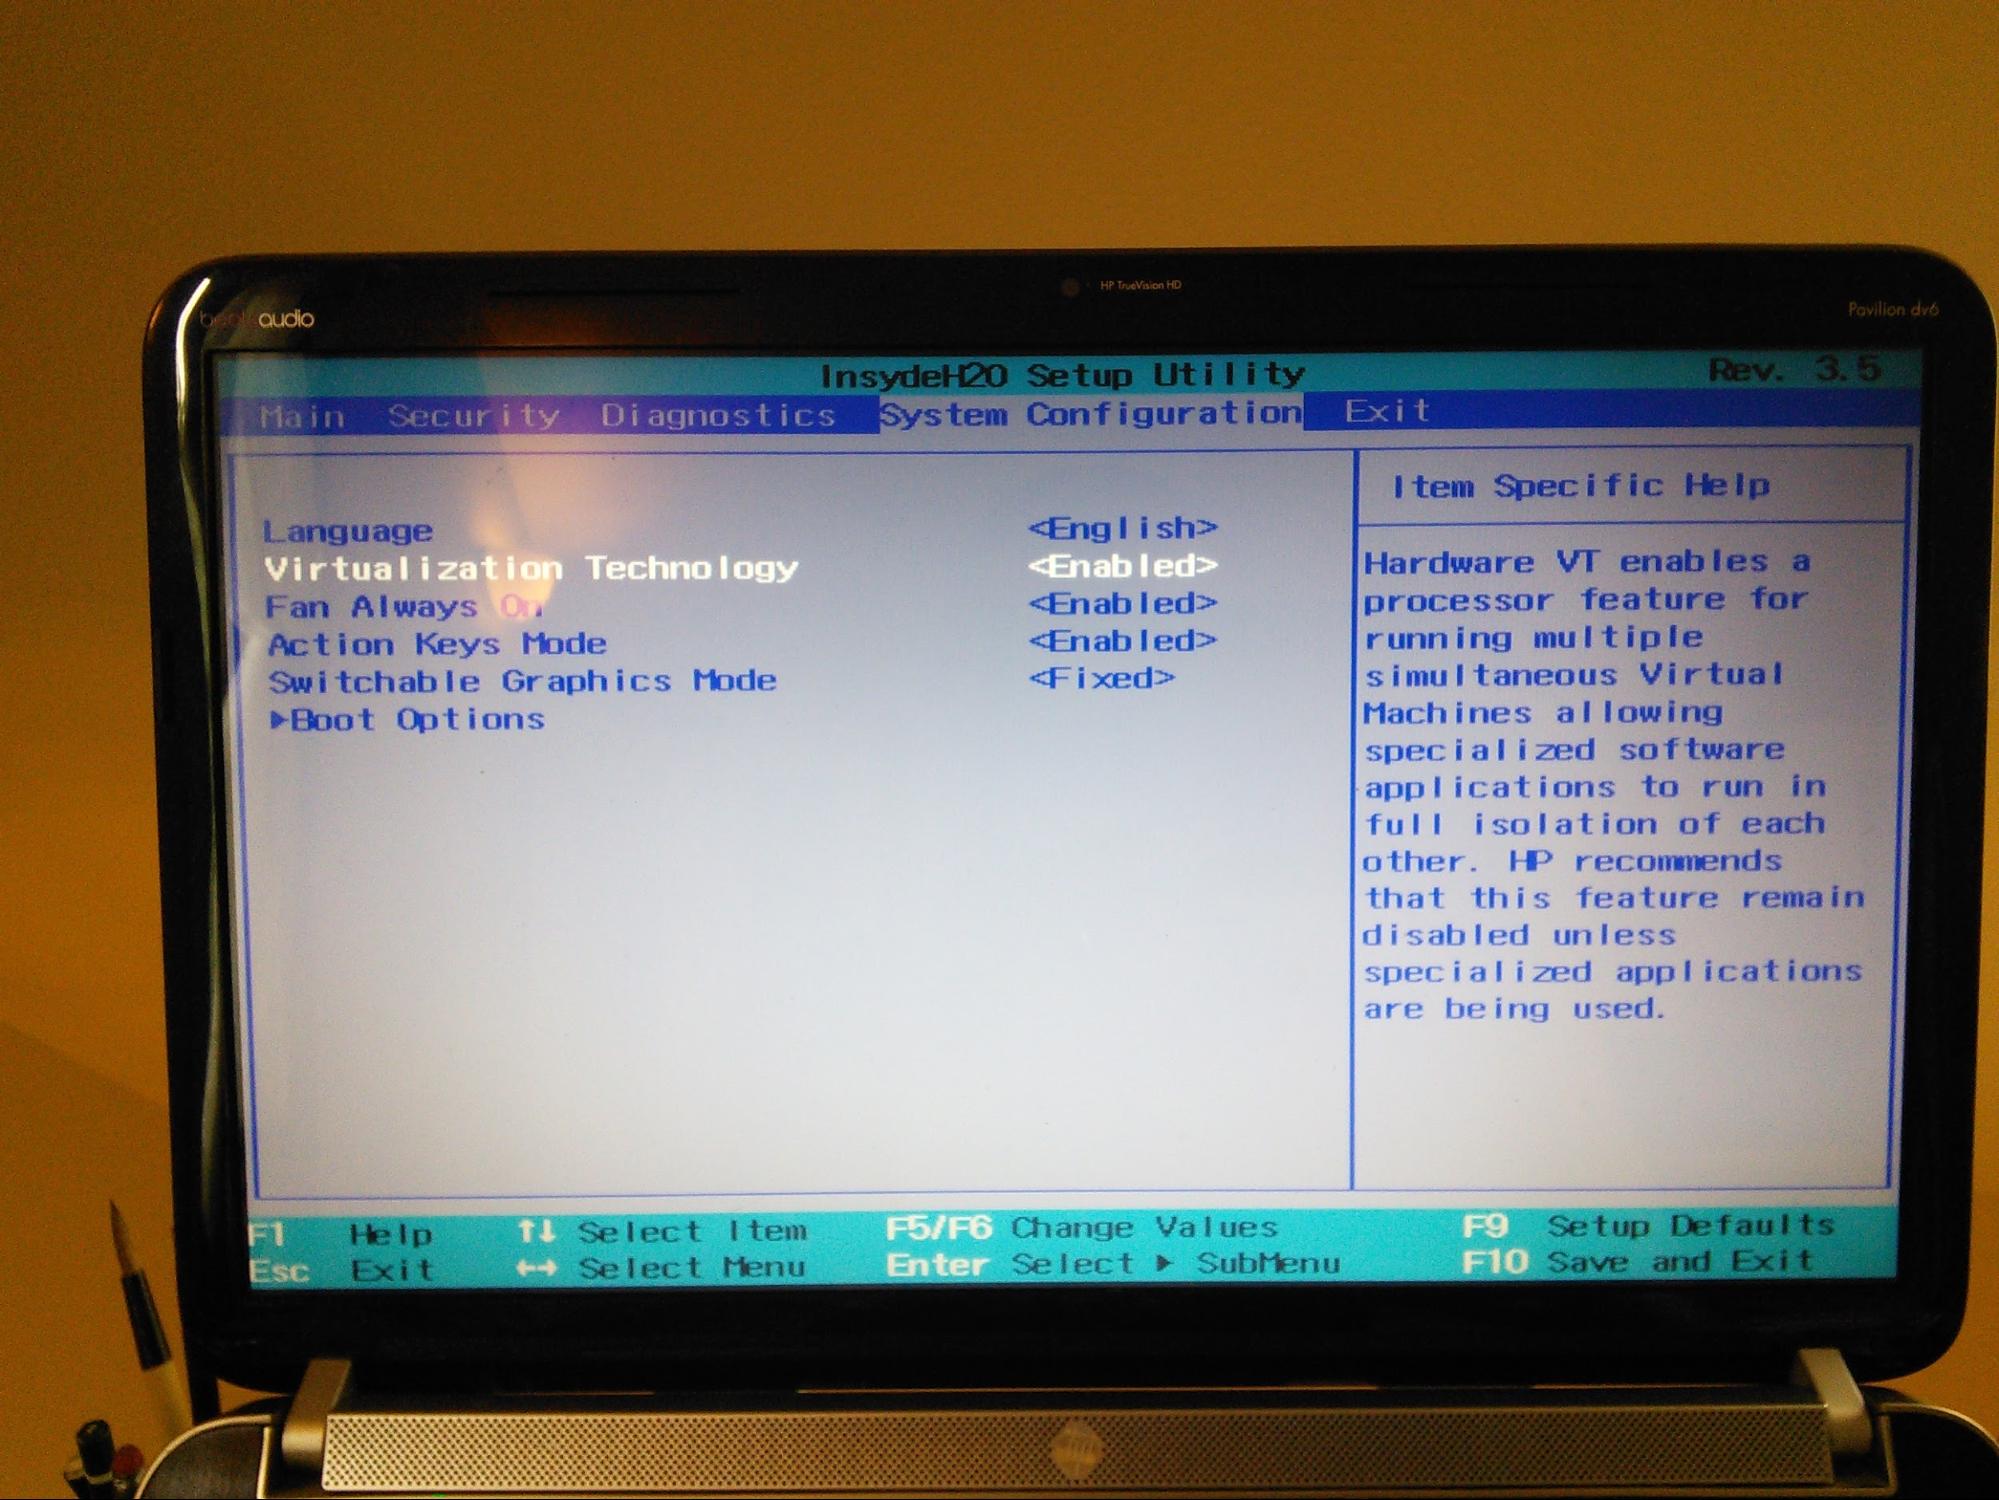 HP TrueVision HD
beats audio
Pavilion dv6
InsydeH20 Setup Utility Rev. 3.5
Main Security Diagnostics System Configuration Exit
Item Specific Help
Language <English>
Virtualization Technology <Enabled>
Fan Always On <Enabled>
Action Keys Mode <Enabled>
Switchable Graphics Mode <Fixed>
▶Boot Options
Hardware VT enables a
processor feature for
running multiple
simultaneous Virtual
Machines allowing
specialized software
applications to run in
full isolation of each
other. HP recommends
that this feature remain
disabled unless
specialized applications
are being used.
F1 Help ↑↓ Select Item F5/F6 Change Values F9 Setup Defaults
Esc Exit ↔ Select Menu Enter Select ▶ SubMenu F10 Save and Exit
hp